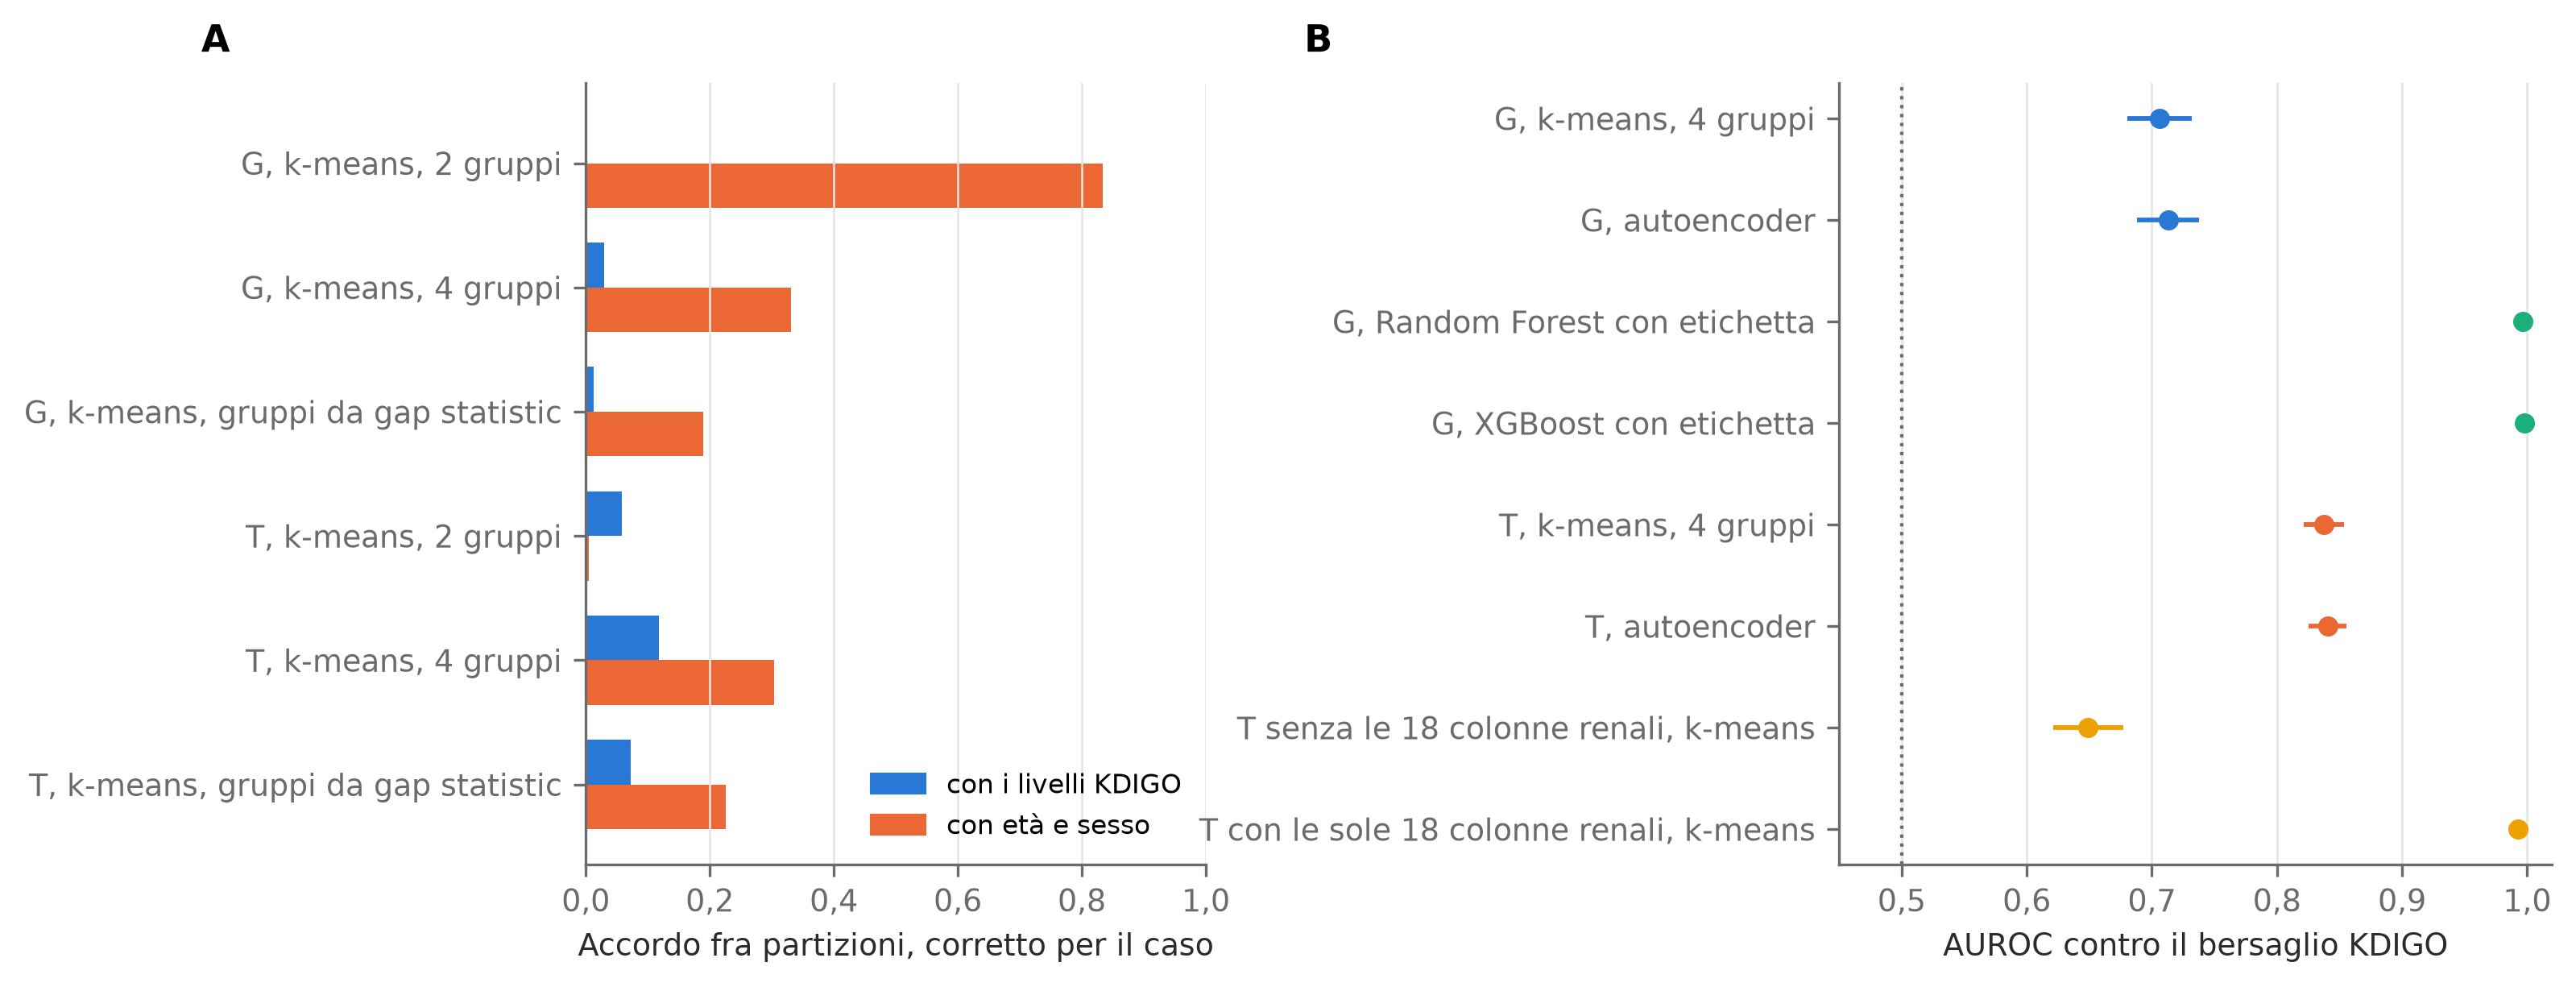 A
G, k-means, 2 gruppi
G, k-means, 4 gruppi
G, k-means, gruppi da gap statistic
T, k-means, 2 gruppi
T, k-means, 4 gruppi
T, k-means, gruppi da gap statistic
con i livelli KDIGO
con età e sesso
0,0 0,2 0,4 0,6 0,8 1,0
Accordo fra partizioni, corretto per il caso
B
G, k-means, 4 gruppi
G, autoencoder
G, Random Forest con etichetta
G, XGBoost con etichetta
T, k-means, 4 gruppi
T, autoencoder
T senza le 18 colonne renali, k-means
T con le sole 18 colonne renali, k-means
0,5 0,6 0,7 0,8 0,9 1,0
AUROC contro il bersaglio KDIGO